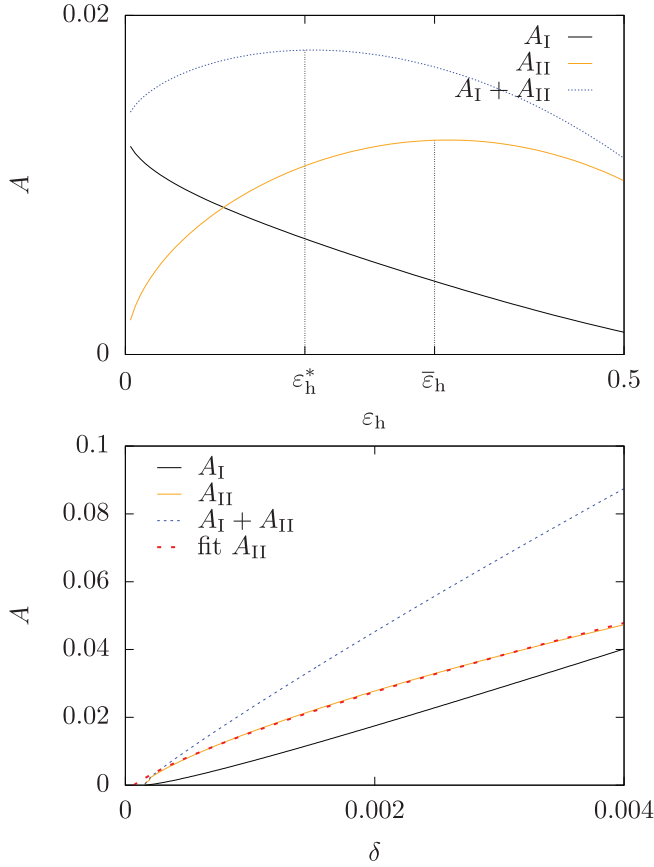 0.02
A_I
A_II
A_I + A_II
A
0
0
ε_h^*
ε̅_h
0.5
ε_h
0.1
A_I
A_II
A_I + A_II
fit A_II
0.08
0.06
A
0.04
0.02
0
0
0.002
0.004
δ